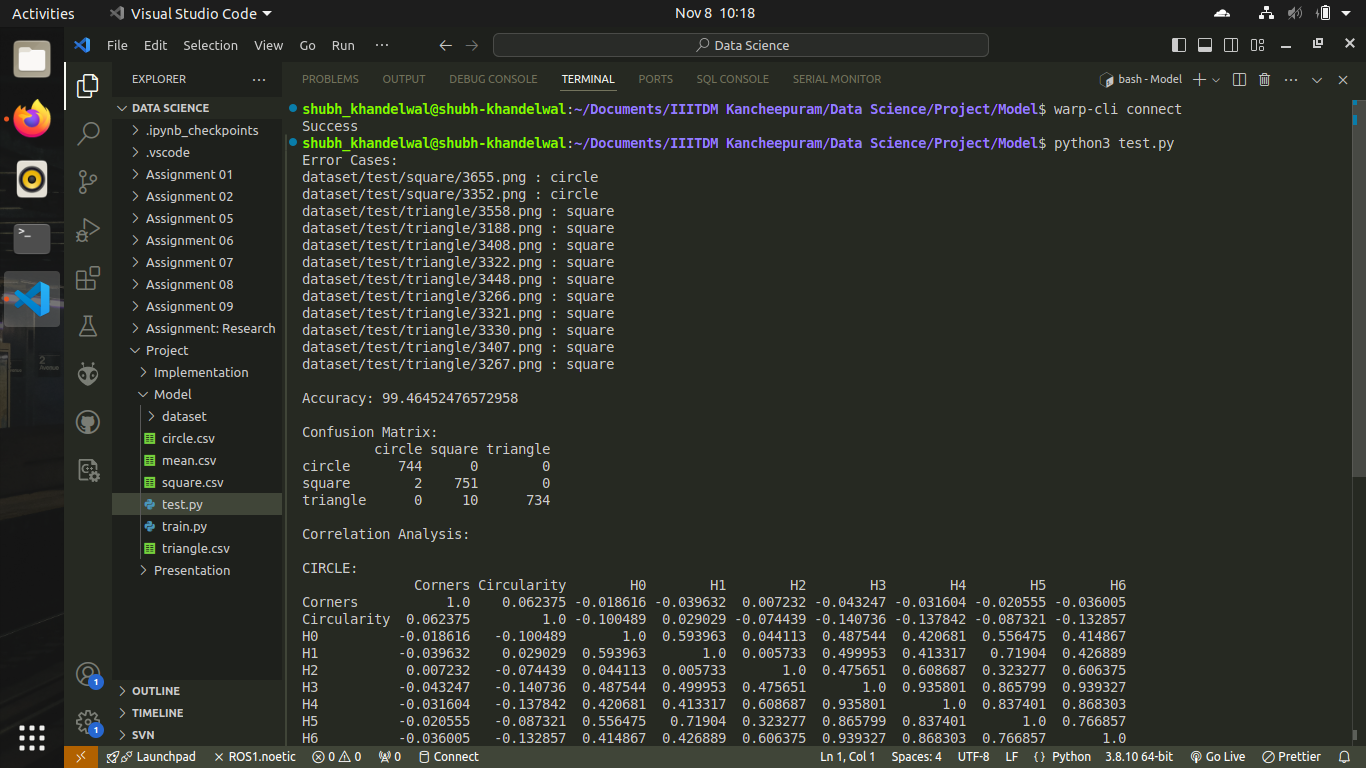 Activities Visual Studio Code Nov 8 10:18
File Edit Selection View Go Run ··· Data Science
EXPLORER ···
PROBLEMS OUTPUT DEBUG CONSOLE TERMINAL PORTS SQL CONSOLE SERIAL MONITOR bash - Model
DATA SCIENCE
.ipynb_checkpoints
.vscode
Assignment 01
Assignment 02
Assignment 05
Assignment 06
Assignment 07
Assignment 08
Assignment 09
Assignment: Research
Project
Implementation
Model
dataset
circle.csv
mean.csv
square.csv
test.py
train.py
triangle.csv
Presentation
OUTLINE
TIMELINE
SVN
shubh_khandelwal@shubh-khandelwal:~/Documents/IIITDM Kancheepuram/Data Science/Project/Model$ warp-cli connect
Success
shubh_khandelwal@shubh-khandelwal:~/Documents/IIITDM Kancheepuram/Data Science/Project/Model$ python3 test.py
Error Cases:
dataset/test/square/3655.png : circle
dataset/test/square/3352.png : circle
dataset/test/triangle/3558.png : square
dataset/test/triangle/3188.png : square
dataset/test/triangle/3408.png : square
dataset/test/triangle/3322.png : square
dataset/test/triangle/3448.png : square
dataset/test/triangle/3266.png : square
dataset/test/triangle/3321.png : square
dataset/test/triangle/3330.png : square
dataset/test/triangle/3407.png : square
dataset/test/triangle/3267.png : square
Accuracy: 99.46452476572958
Confusion Matrix:
circle square triangle
circle 744 0 0
square 2 751 0
triangle 0 10 734
Correlation Analysis:
CIRCLE:
Corners Circularity H0 H1 H2 H3 H4 H5 H6
Corners 1.0 0.062375 -0.018616 -0.039632 0.007232 -0.043247 -0.031604 -0.020555 -0.036005
Circularity 0.062375 1.0 -0.100489 0.029029 -0.074439 -0.140736 -0.137842 -0.087321 -0.132857
H0 -0.018616 -0.100489 1.0 0.593963 0.044113 0.487544 0.420681 0.556475 0.414867
H1 -0.039632 0.029029 0.593963 1.0 0.005733 0.499953 0.413317 0.71904 0.426889
H2 0.007232 -0.074439 0.044113 0.005733 1.0 0.475651 0.608687 0.323277 0.606375
H3 -0.043247 -0.140736 0.487544 0.499953 0.475651 1.0 0.935801 0.865799 0.939327
H4 -0.031604 -0.137842 0.420681 0.413317 0.608687 0.935801 1.0 0.837401 0.868303
H5 -0.020555 -0.087321 0.556475 0.71904 0.323277 0.865799 0.837401 1.0 0.766857
H6 -0.036005 -0.132857 0.414867 0.426889 0.606375 0.939327 0.868303 0.766857 1.0
1
1
Launchpad ROS1.noetic 0 0 0 Connect Ln 1, Col 1 Spaces: 4 UTF-8 LF Python 3.8.10 64-bit Go Live Prettier